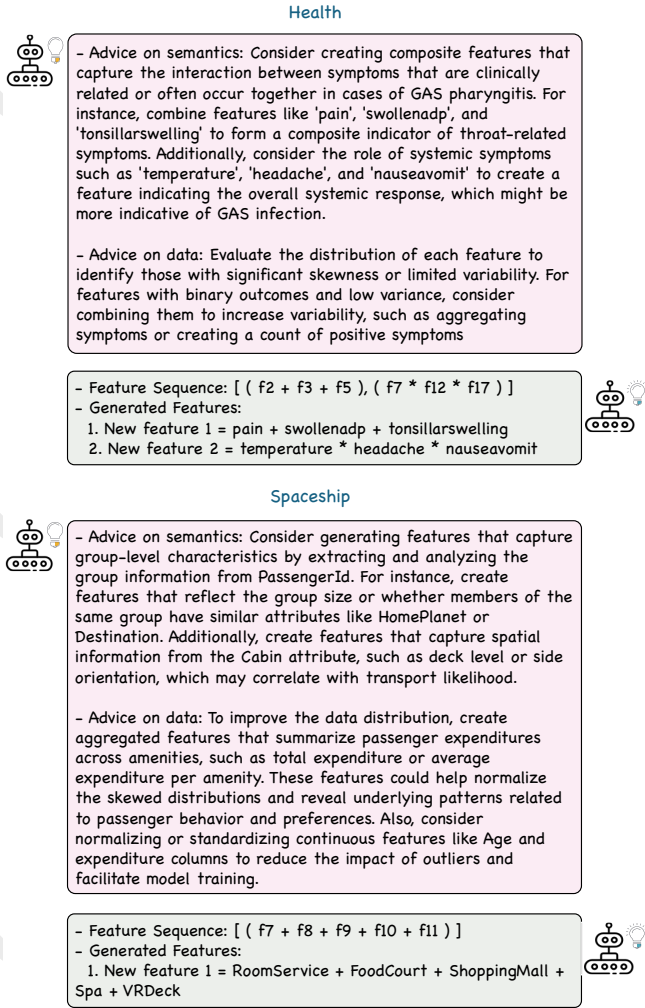 Health
– Advice on semantics: Consider creating composite features that
capture the interaction between symptoms that are clinically
related or often occur together in cases of GAS pharyngitis. For
instance, combine features like 'pain', 'swollenadp', and
'tonsillarswelling' to form a composite indicator of throat-related
symptoms. Additionally, consider the role of systemic symptoms
such as 'temperature', 'headache', and 'nauseavomit' to create a
feature indicating the overall systemic response, which might be
more indicative of GAS infection.
– Advice on data: Evaluate the distribution of each feature to
identify those with significant skewness or limited variability. For
features with binary outcomes and low variance, consider
combining them to increase variability, such as aggregating
symptoms or creating a count of positive symptoms
– Feature Sequence: [ ( f2 + f3 + f5 ), ( f7 * f12 * f17 ) ]
– Generated Features:
1. New feature 1 = pain + swollenadp + tonsillarswelling
2. New feature 2 = temperature * headache * nauseavomit
Spaceship
– Advice on semantics: Consider generating features that capture
group-level characteristics by extracting and analyzing the
group information from PassengerId. For instance, create
features that reflect the group size or whether members of the
same group have similar attributes like HomePlanet or
Destination. Additionally, create features that capture spatial
information from the Cabin attribute, such as deck level or side
orientation, which may correlate with transport likelihood.
– Advice on data: To improve the data distribution, create
aggregated features that summarize passenger expenditures
across amenities, such as total expenditure or average
expenditure per amenity. These features could help normalize
the skewed distributions and reveal underlying patterns related
to passenger behavior and preferences. Also, consider
normalizing or standardizing continuous features like Age and
expenditure columns to reduce the impact of outliers and
facilitate model training.
– Feature Sequence: [ ( f7 + f8 + f9 + f10 + f11 ) ]
– Generated Features:
1. New feature 1 = RoomService + FoodCourt + ShoppingMall +
Spa + VRDeck